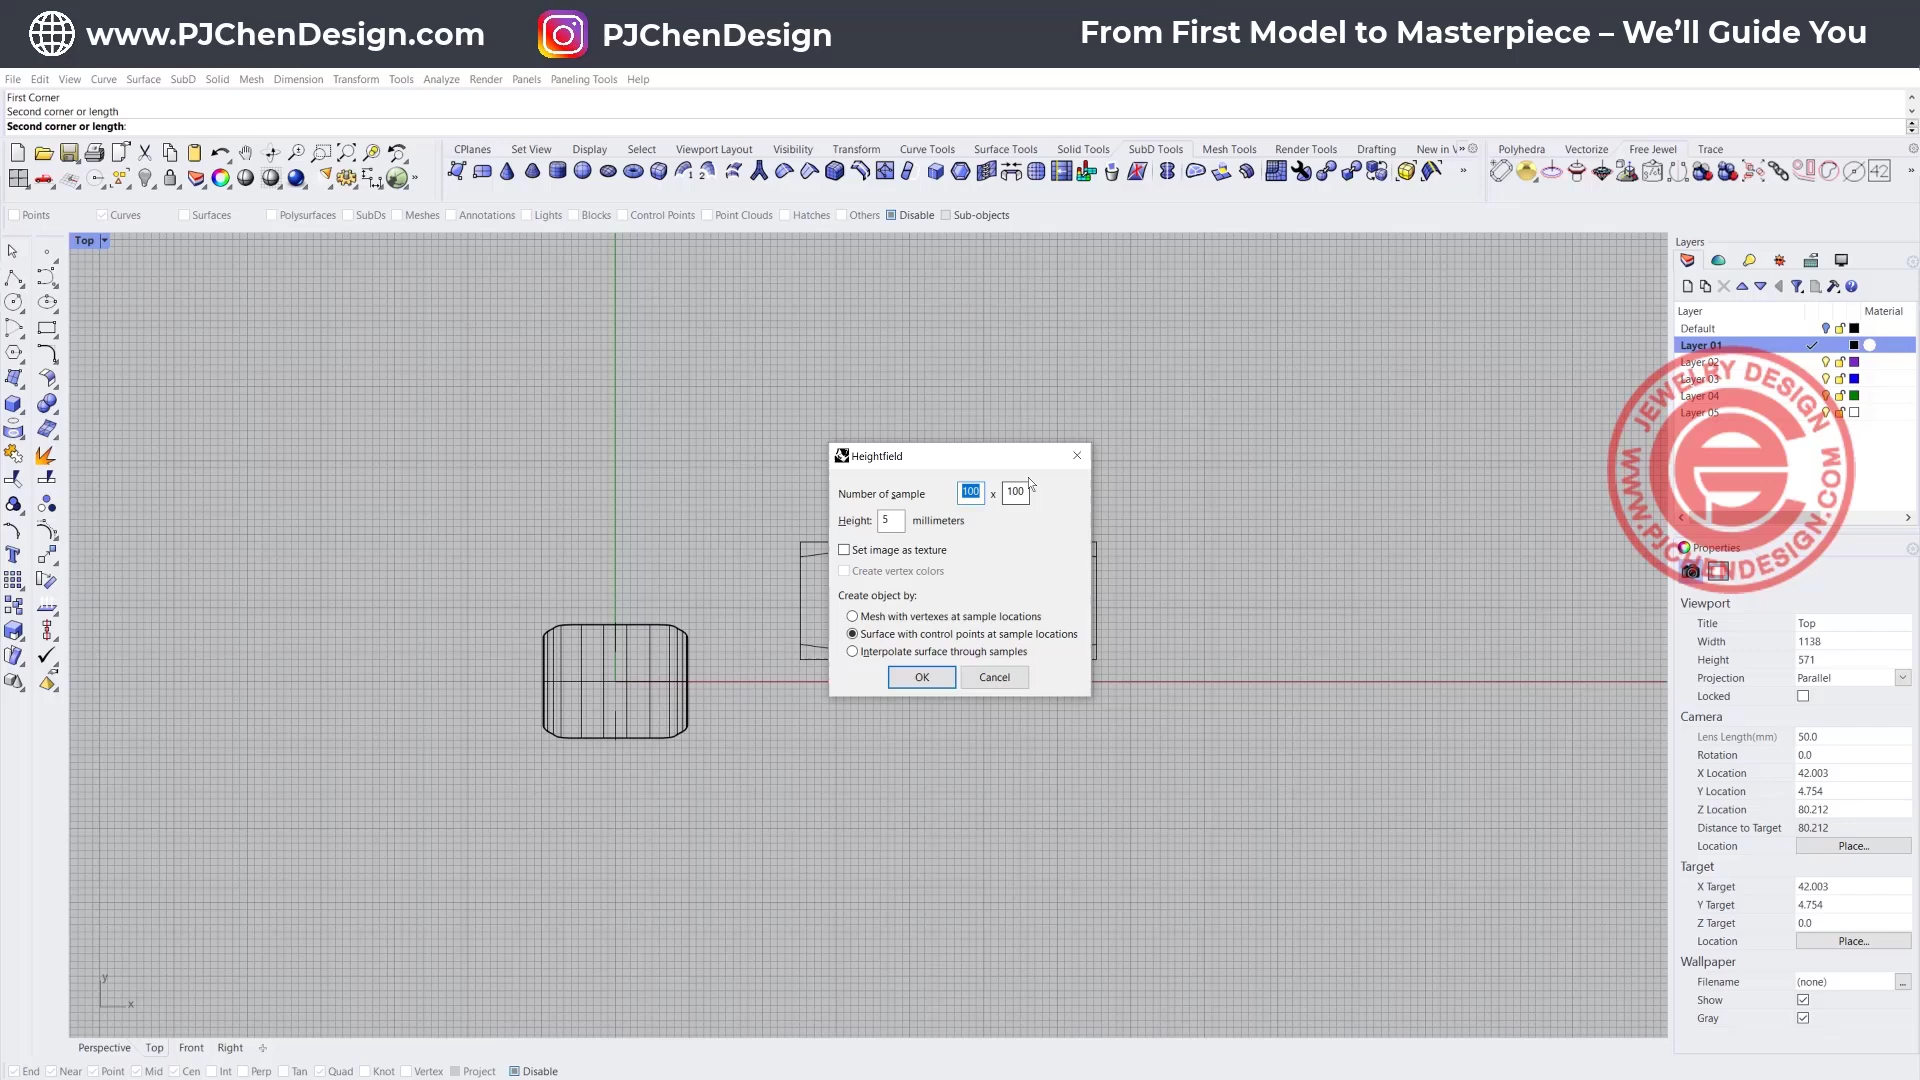 www.PJChenDesign.com PJChenDesign From First Model to Masterpiece – We'll Guide You
File Edit View Curve Surface SubD Solid Mesh Dimension Transform Tools Analyze Render Panels Paneling Tools Help
First Corner
Second corner or length
Second corner or length:
CPlanes Set View Display Select Viewport Layout Visibility Transform Curve Tools Surface Tools Solid Tools SubD Tools Mesh Tools Render Tools Drafting New in V Polyhedra Vectorize Free Jewel Trace
42
Points Curves Surfaces Polysurfaces SubDs Meshes Annotations Lights Blocks Control Points Point Clouds Hatches Others Disable Sub-objects
Top
Layers
Layer Material
Default
Layer 01
Layer 02
Layer 03
Layer 04
Layer 05
JEWELRY DESIGN
WWW.PJCHENDESIGN.COM
Heightfield
Number of sample 100 x 100
Height: 5 millimeters
Set image as texture
Create vertex colors
Create object by:
Mesh with vertexes at sample locations
Surface with control points at sample locations
Interpolate surface through samples
OK Cancel
Properties
Viewport
Title Top
Width 1138
Height 571
Projection Parallel
Locked
Camera
Lens Length(mm) 50.0
Rotation 0.0
X Location 42.003
Y Location 4.754
Z Location 80.212
Distance to Target 80.212
Location Place...
Target
X Target 42.003
Y Target 4.754
Z Target 0.0
Location Place...
Wallpaper
Filename (none) ...
Show
Gray
y
x
Perspective Top Front Right
End Near Point Mid Cen Int Perp Tan Quad Knot Vertex Project Disable